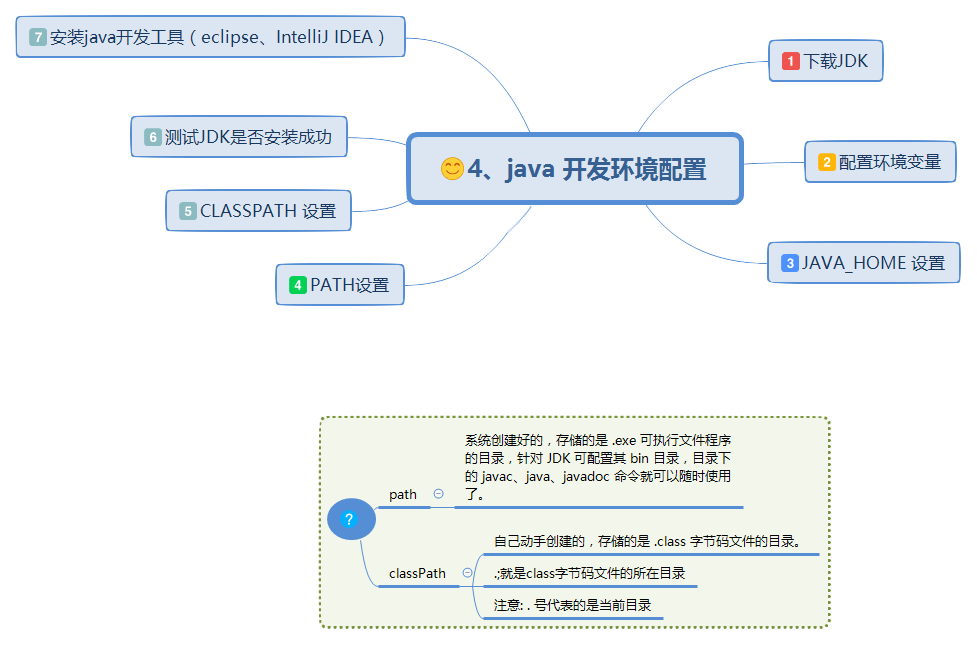 😊4、java 开发环境配置
1 下载JDK
2 配置环境变量
3 JAVA_HOME 设置
4 PATH设置
5 CLASSPATH 设置
6 测试JDK是否安装成功
7 安装java开发工具（eclipse、IntelliJ IDEA）
?
path
系统创建好的，存储的是 .exe 可执行文件程序
的目录，针对 JDK 可配置其 bin 目录，目录下
的 javac、java、javadoc 命令就可以随时使用
了。
classPath
自己动手创建的，存储的是 .class 字节码文件的目录。
.;就是class字节码文件的所在目录
注意: . 号代表的是当前目录